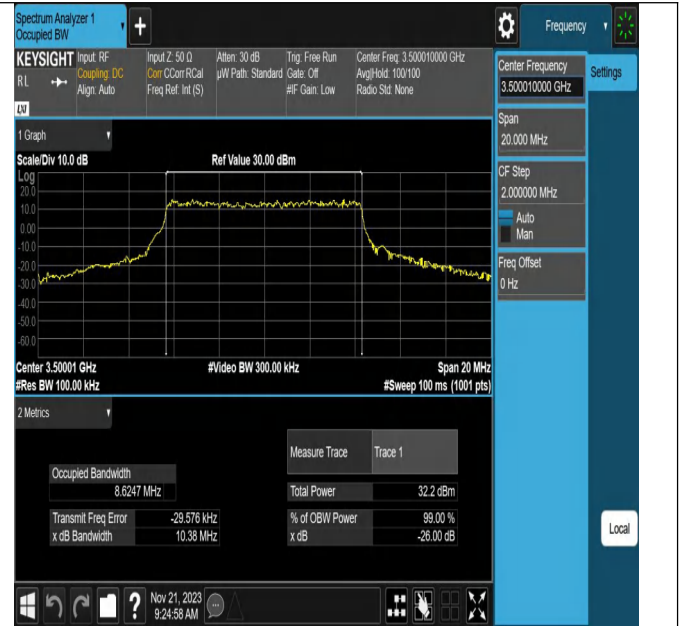 Spectrum Analyzer 1
Occupied BW
+
Frequency
KEYSIGHT
RL
LXI
Input: RF
Coupling: DC
Align: Auto
Input Z: 50 Ω
Corr CCorr RCal
Freq Ref: Int (S)
Atten: 30 dB
µW Path: Standard
Trig: Free Run
Gate: Off
#IF Gain: Low
Center Freq: 3.500010000 GHz
Avg|Hold: 100/100
Radio Std: None
Center Frequency
3.500010000 GHz
Settings
Span
20.000 MHz
CF Step
2.000000 MHz
Auto
Man
Freq Offset
0 Hz
1 Graph
Scale/Div 10.0 dB
Ref Value 30.00 dBm
Log
20.0
10.0
0.00
-10.0
-20.0
-30.0
-40.0
-50.0
-60.0
Center 3.50001 GHz
#Video BW 300.00 kHz
Span 20 MHz
#Res BW 100.00 kHz
#Sweep 100 ms (1001 pts)
2 Metrics
Measure Trace
Trace 1
Occupied Bandwidth
8.6247 MHz
Total Power
32.2 dBm
Transmit Freq Error
-29.576 kHz
% of OBW Power
99.00 %
x dB Bandwidth
10.38 MHz
x dB
-26.00 dB
Local
?
Nov 21, 2023
9:24:58 AM